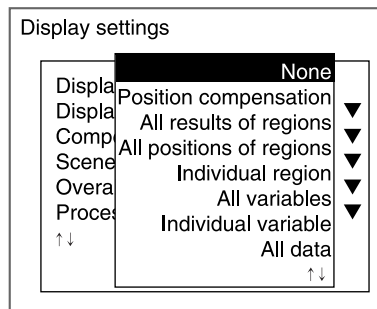 Display settings
None
Displa
Position compensation
Displa
All results of regions
▼
Comp
All positions of regions
▼
Scene
Individual region
▼
Overa
All variables
▼
Proces
Individual variable
▼
↑↓
All data
↑↓